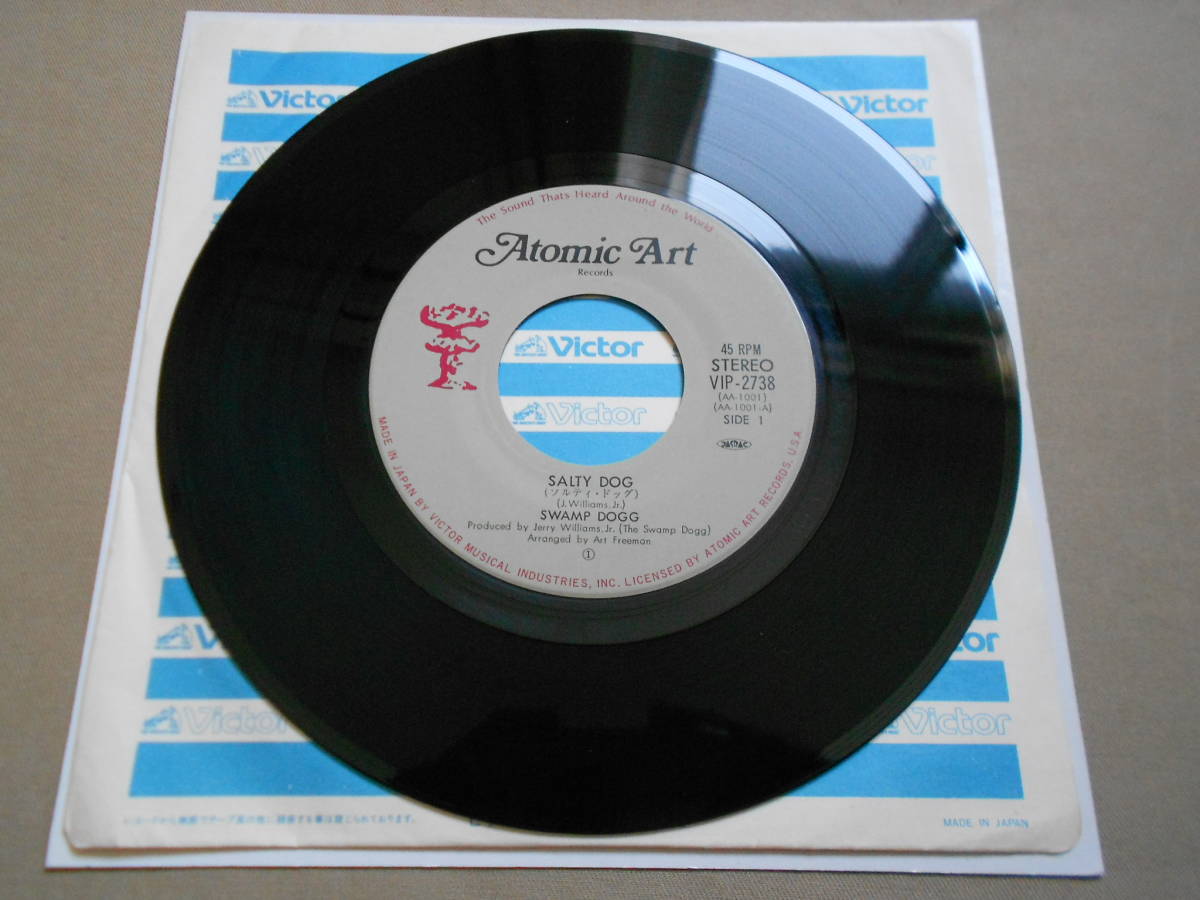 Victor
Victor
Victor
The Sound Thats Heard Around the World
Atomic Art
Records
Victor
Victor
45 RPM
STEREO
VIP-2738
(AA-1001)
(AA-1001-A)
SIDE 1
JASRAC
SALTY DOG
(ソルティ・ドッグ)
(J. Williams. Jr.)
SWAMP DOGG
Produced by Jerry Williams. Jr. (The Swamp Dogg)
Arranged by Art Freeman
①
MADE IN JAPAN BY VICTOR MUSICAL INDUSTRIES, INC. LICENSED BY ATOMIC ART RECORDS, U.S.A
Victor
Victor
MADE IN JAPAN